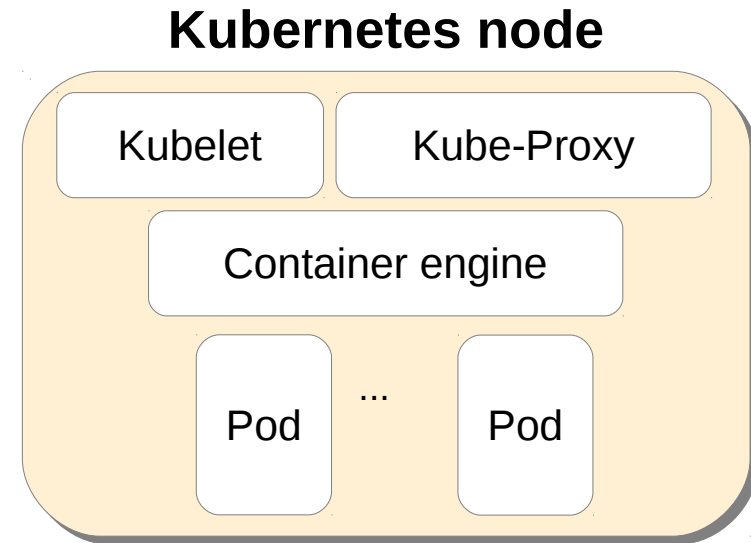 Kubernetes node
Kubelet
Kube-Proxy
Container engine
...
Pod
Pod